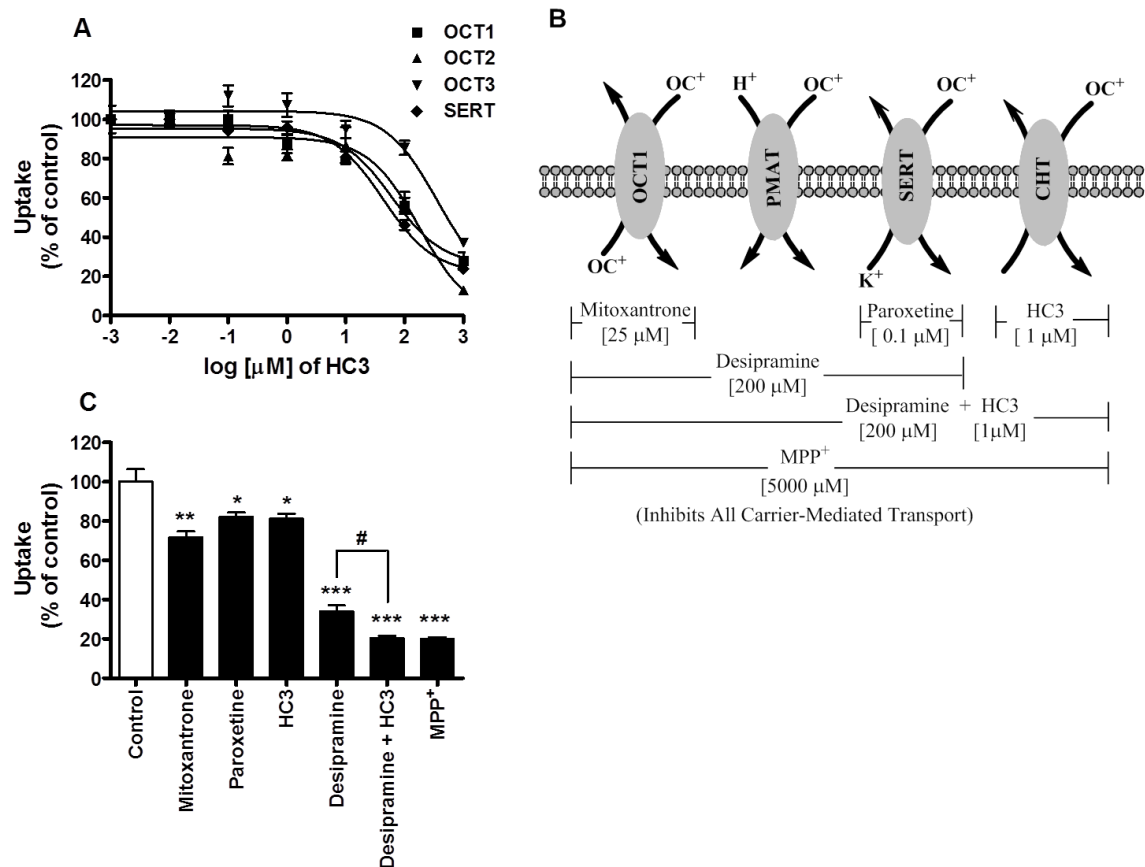 A
OCT1
OCT2
OCT3
SERT
120
100
80
60
40
20
0
-3 -2 -1 0 1 2 3
Uptake
(% of control)
log [μM] of HC3
B
OC⁺ H⁺ OC⁺ OC⁺ OC⁺
OCT1 PMAT SERT CHT
OC⁺ K⁺
Mitoxantrone Paroxetine HC3
[25 μM] [ 0.1 μM] [ 1 μM]
Desipramine
[200 μM]
Desipramine + HC3
[200 μM] [1μM]
MPP⁺
[5000 μM]
(Inhibits All Carrier-Mediated Transport)
C
120
100
80
60
40
20
0
Uptake
(% of control)
** * * *** # *** ***
Control
Mitoxantrone
Paroxetine
HC3
Desipramine
Desipramine + HC3
MPP⁺